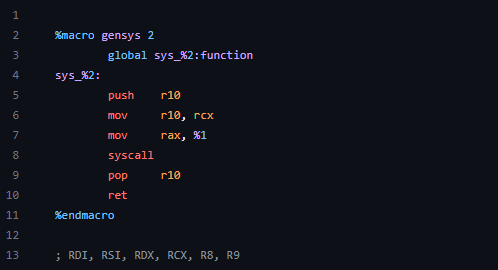 1
2 %macro gensys 2
3 global sys_%2:function
4 sys_%2:
5 push r10
6 mov r10, rcx
7 mov rax, %1
8 syscall
9 pop r10
10 ret
11 %endmacro
12
13 ; RDI, RSI, RDX, RCX, R8, R9